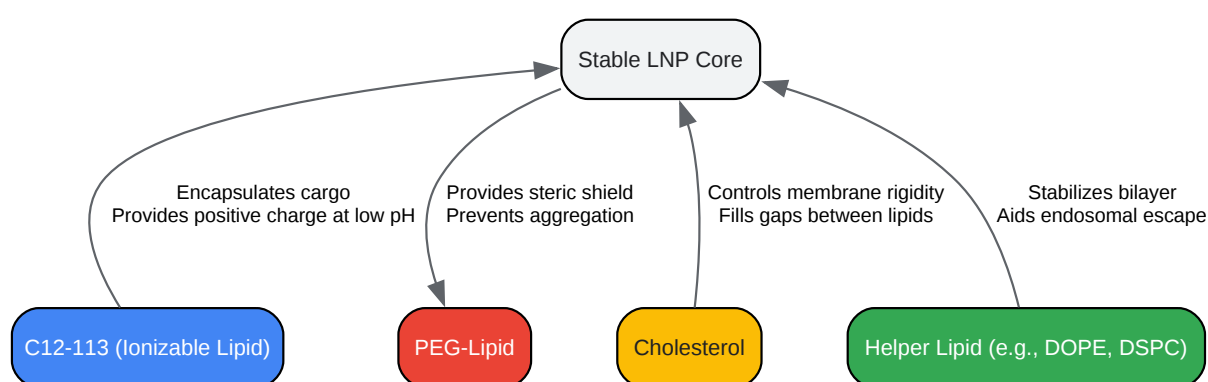 Stable LNP Core
Encapsulates cargo
Provides positive charge at low pH
Provides steric shield
Prevents aggregation
Controls membrane rigidity
Fills gaps between lipids
Stabilizes bilayer
Aids endosomal escape
C12-113 (Ionizable Lipid)
PEG-Lipid
Cholesterol
Helper Lipid (e.g., DOPE, DSPC)